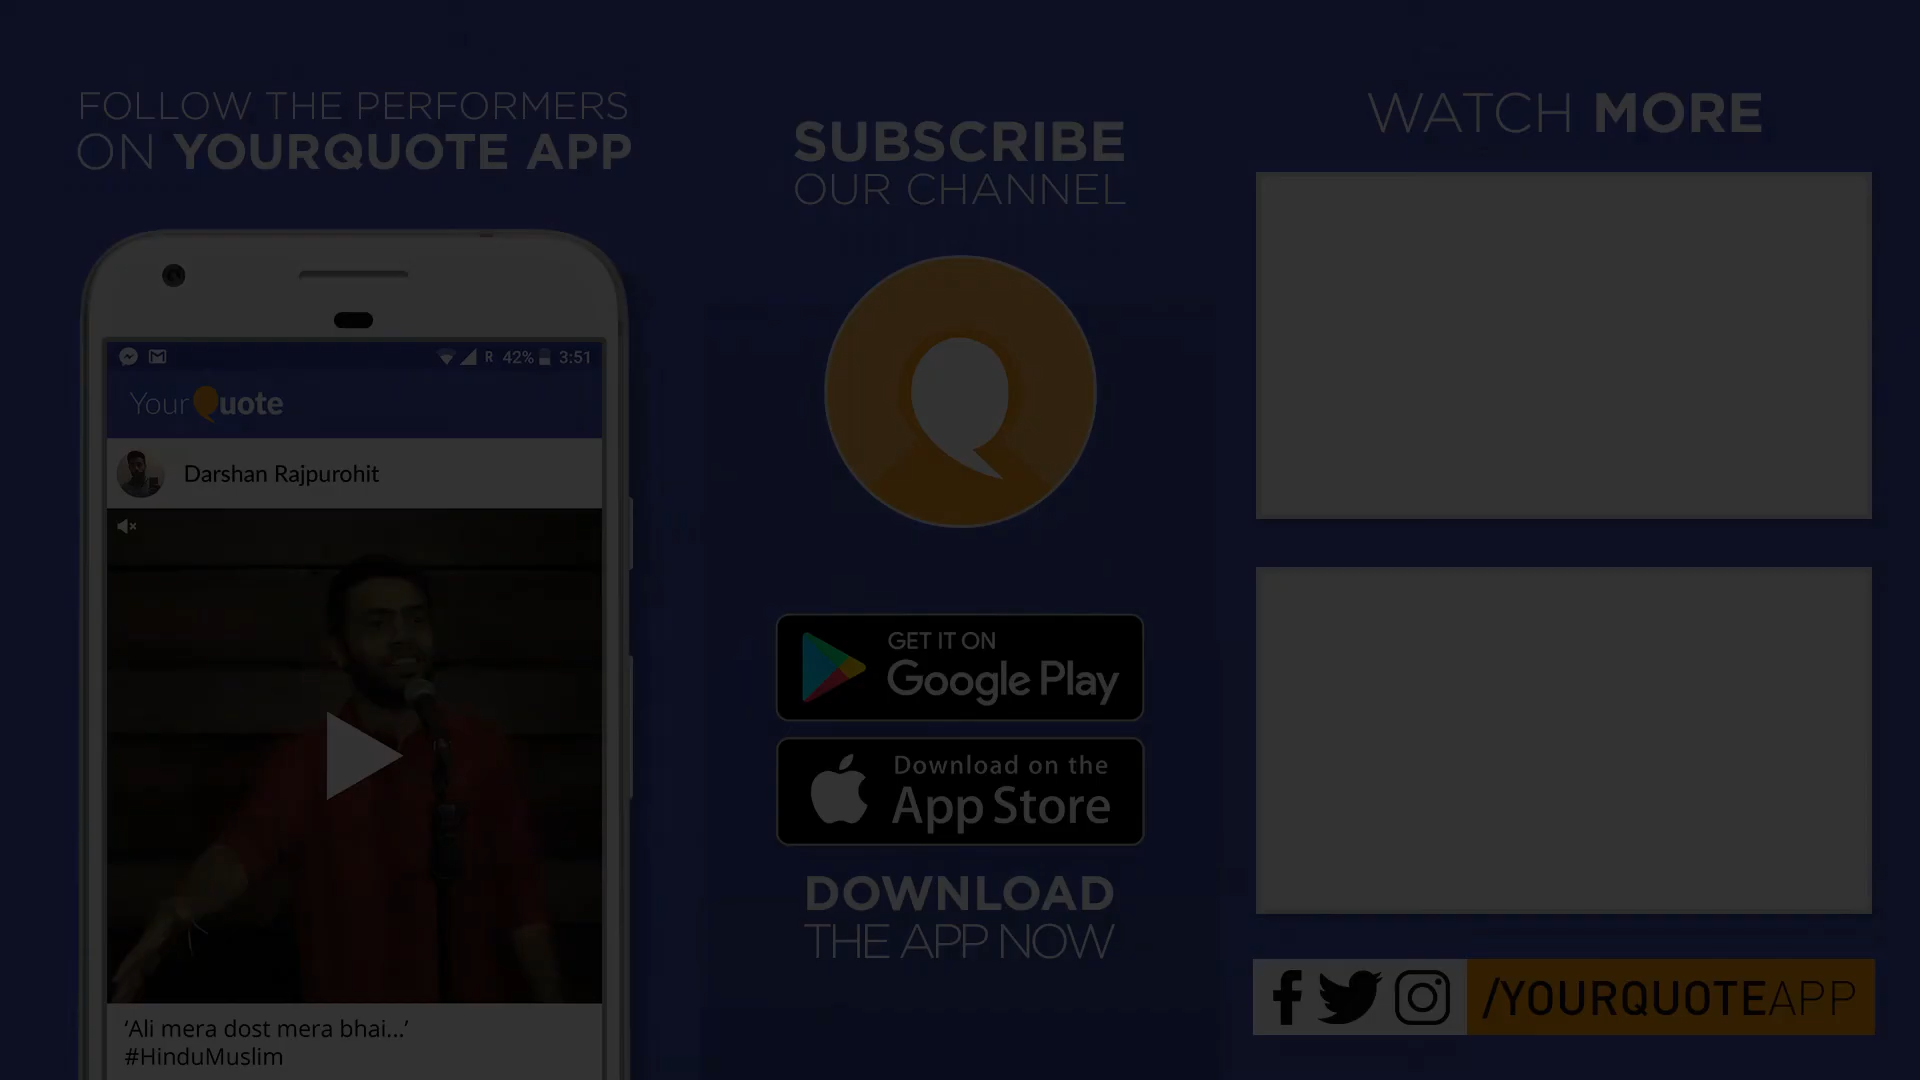 FOLLOW THE PERFORMERS
ON YOURQUOTE APP
R 42% 3:51
YourQuote
Darshan Rajpurohit
‘Ali mera dost mera bhai...’
#HinduMuslim
SUBSCRIBE
OUR CHANNEL
GET IT ON
Google Play
Download on the
App Store
DOWNLOAD
THE APP NOW
WATCH MORE
/YOURQUOTEAPP